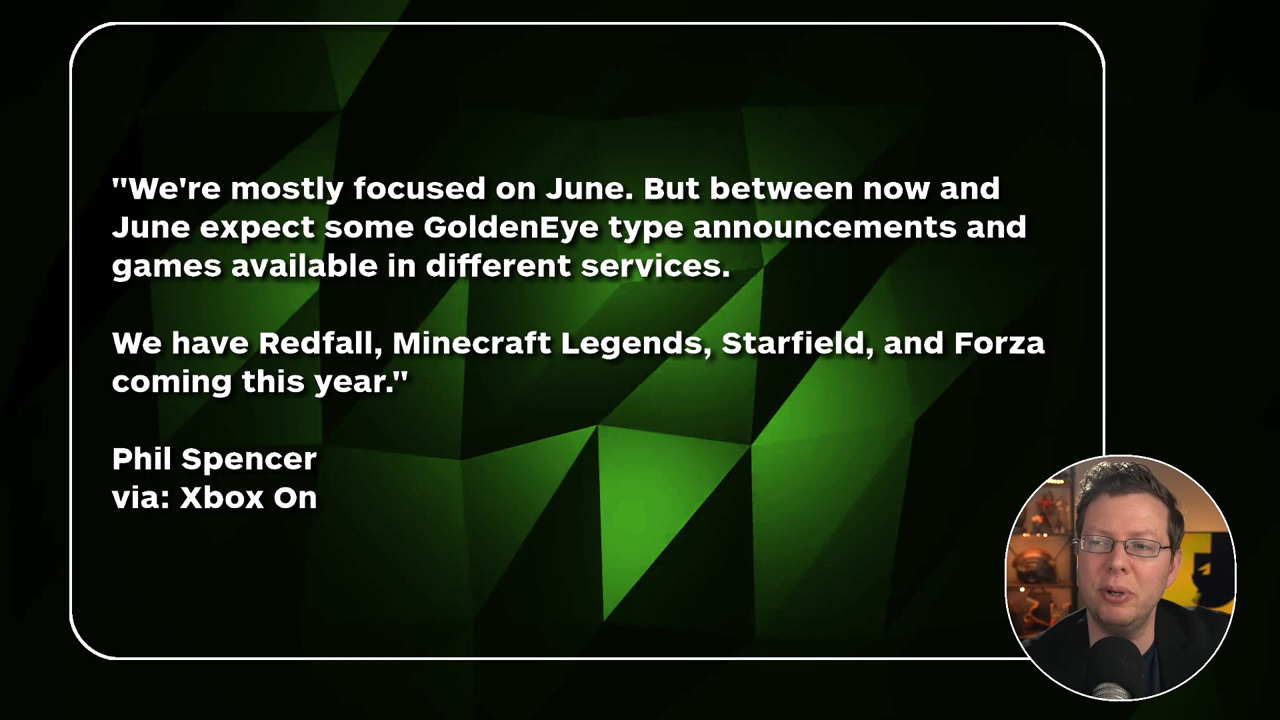 "We're mostly focused on June. But between now and
June expect some GoldenEye type announcements and
games available in different services.
We have Redfall, Minecraft Legends, Starfield, and Forza
coming this year."
Phil Spencer
via: Xbox On